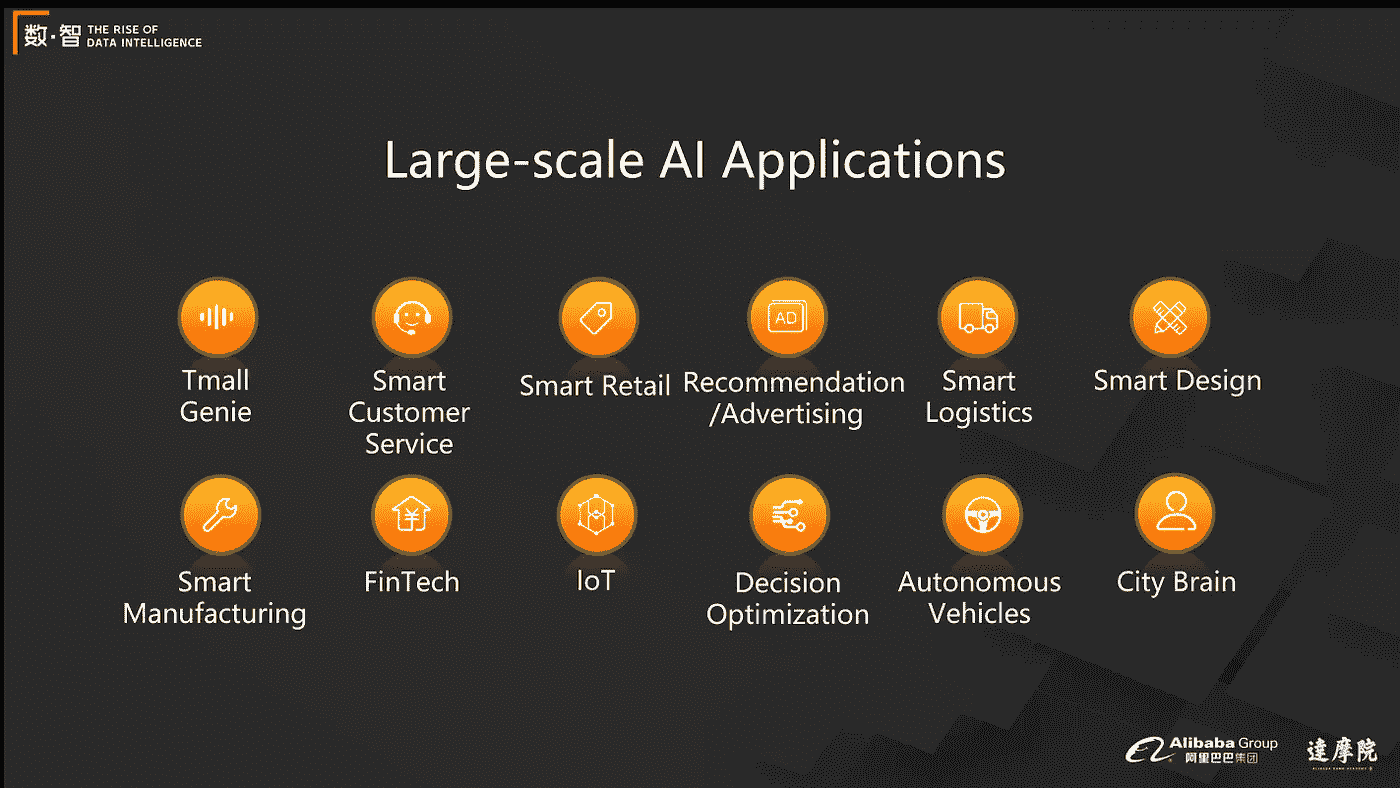 数·智 THE RISE OF
DATA INTELLIGENCE
Large-scale AI Applications
Tmall
Genie
Smart
Customer
Service
Smart Retail
AD
Recommendation
/Advertising
Smart
Logistics
Smart Design
Smart
Manufacturing
¥
FinTech
IoT
Decision
Optimization
Autonomous
Vehicles
City Brain
Alibaba Group
阿里巴巴集团
達摩院